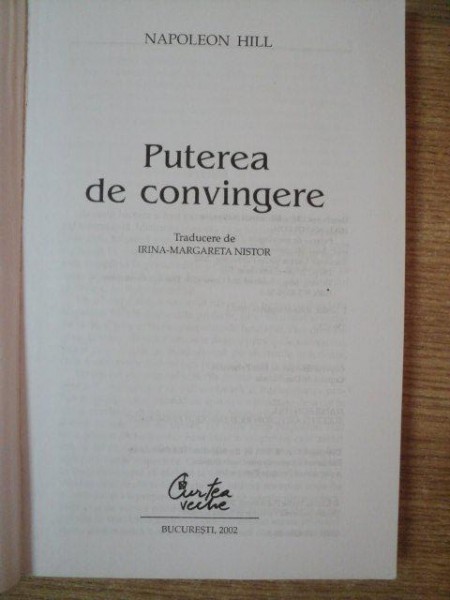 NAPOLEON HILL
Puterea
de convingere
Traducere de
IRINA-MARGARETA NISTOR
Curtea
veche
BUCUREȘTI, 2002